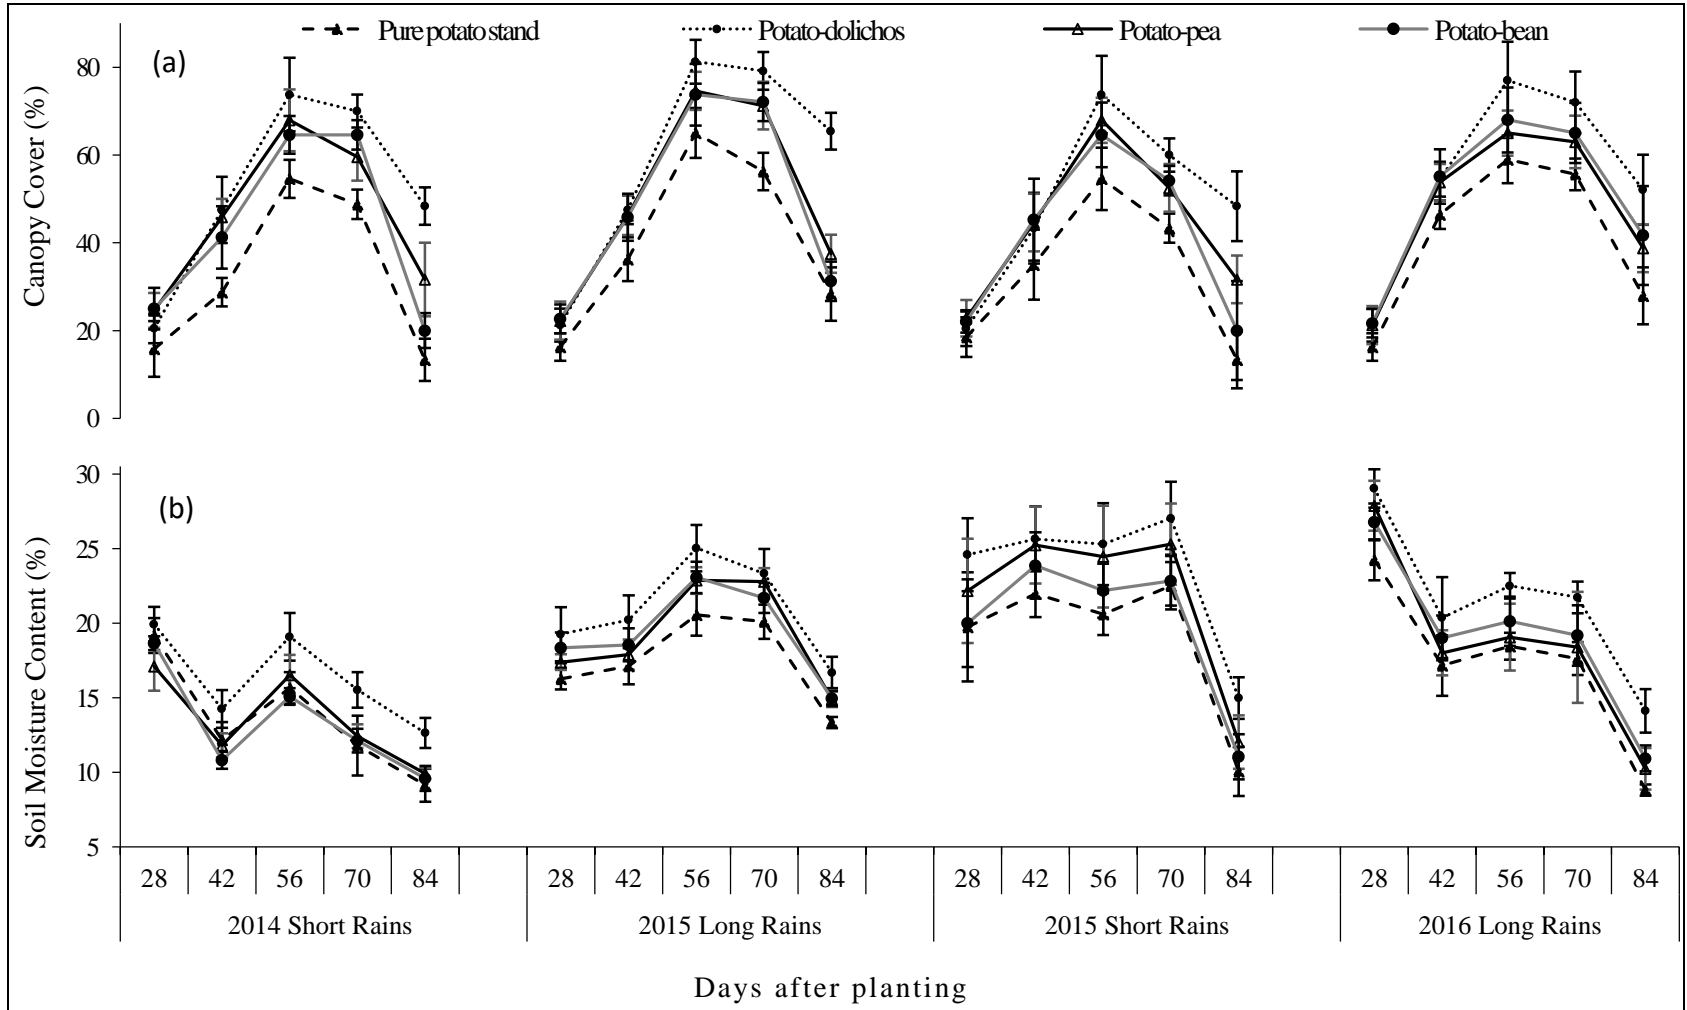 Pure potato stand Potato-dolichos Potato-pea Potato-bean
(a)
Canopy Cover (%)
80
60
40
20
0
(b)
Soil Moisture Content (%)
30
25
20
15
10
5
28 42 56 70 84 28 42 56 70 84 28 42 56 70 84 28 42 56 70 84
2014 Short Rains 2015 Long Rains 2015 Short Rains 2016 Long Rains
Days after planting